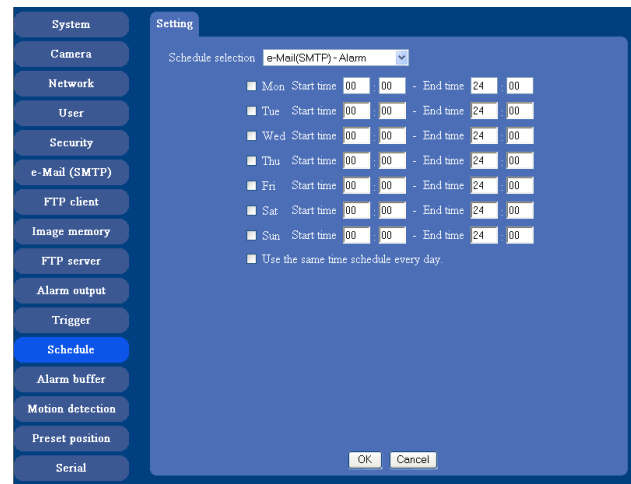 System
Camera
Network
User
Security
e-Mail (SMTP)
FTP client
Image memory
FTP server
Alarm output
Trigger
Schedule
Alarm buffer
Motion detection
Preset position
Serial
Setting
Schedule selection e-Mail(SMTP) - Alarm
Mon Start time 00 : 00 - End time 24 : 00
Tue Start time 00 : 00 - End time 24 : 00
Wed Start time 00 : 00 - End time 24 : 00
Thu Start time 00 : 00 - End time 24 : 00
Fri Start time 00 : 00 - End time 24 : 00
Sat Start time 00 : 00 - End time 24 : 00
Sun Start time 00 : 00 - End time 24 : 00
Use the same time schedule every day.
OK Cancel